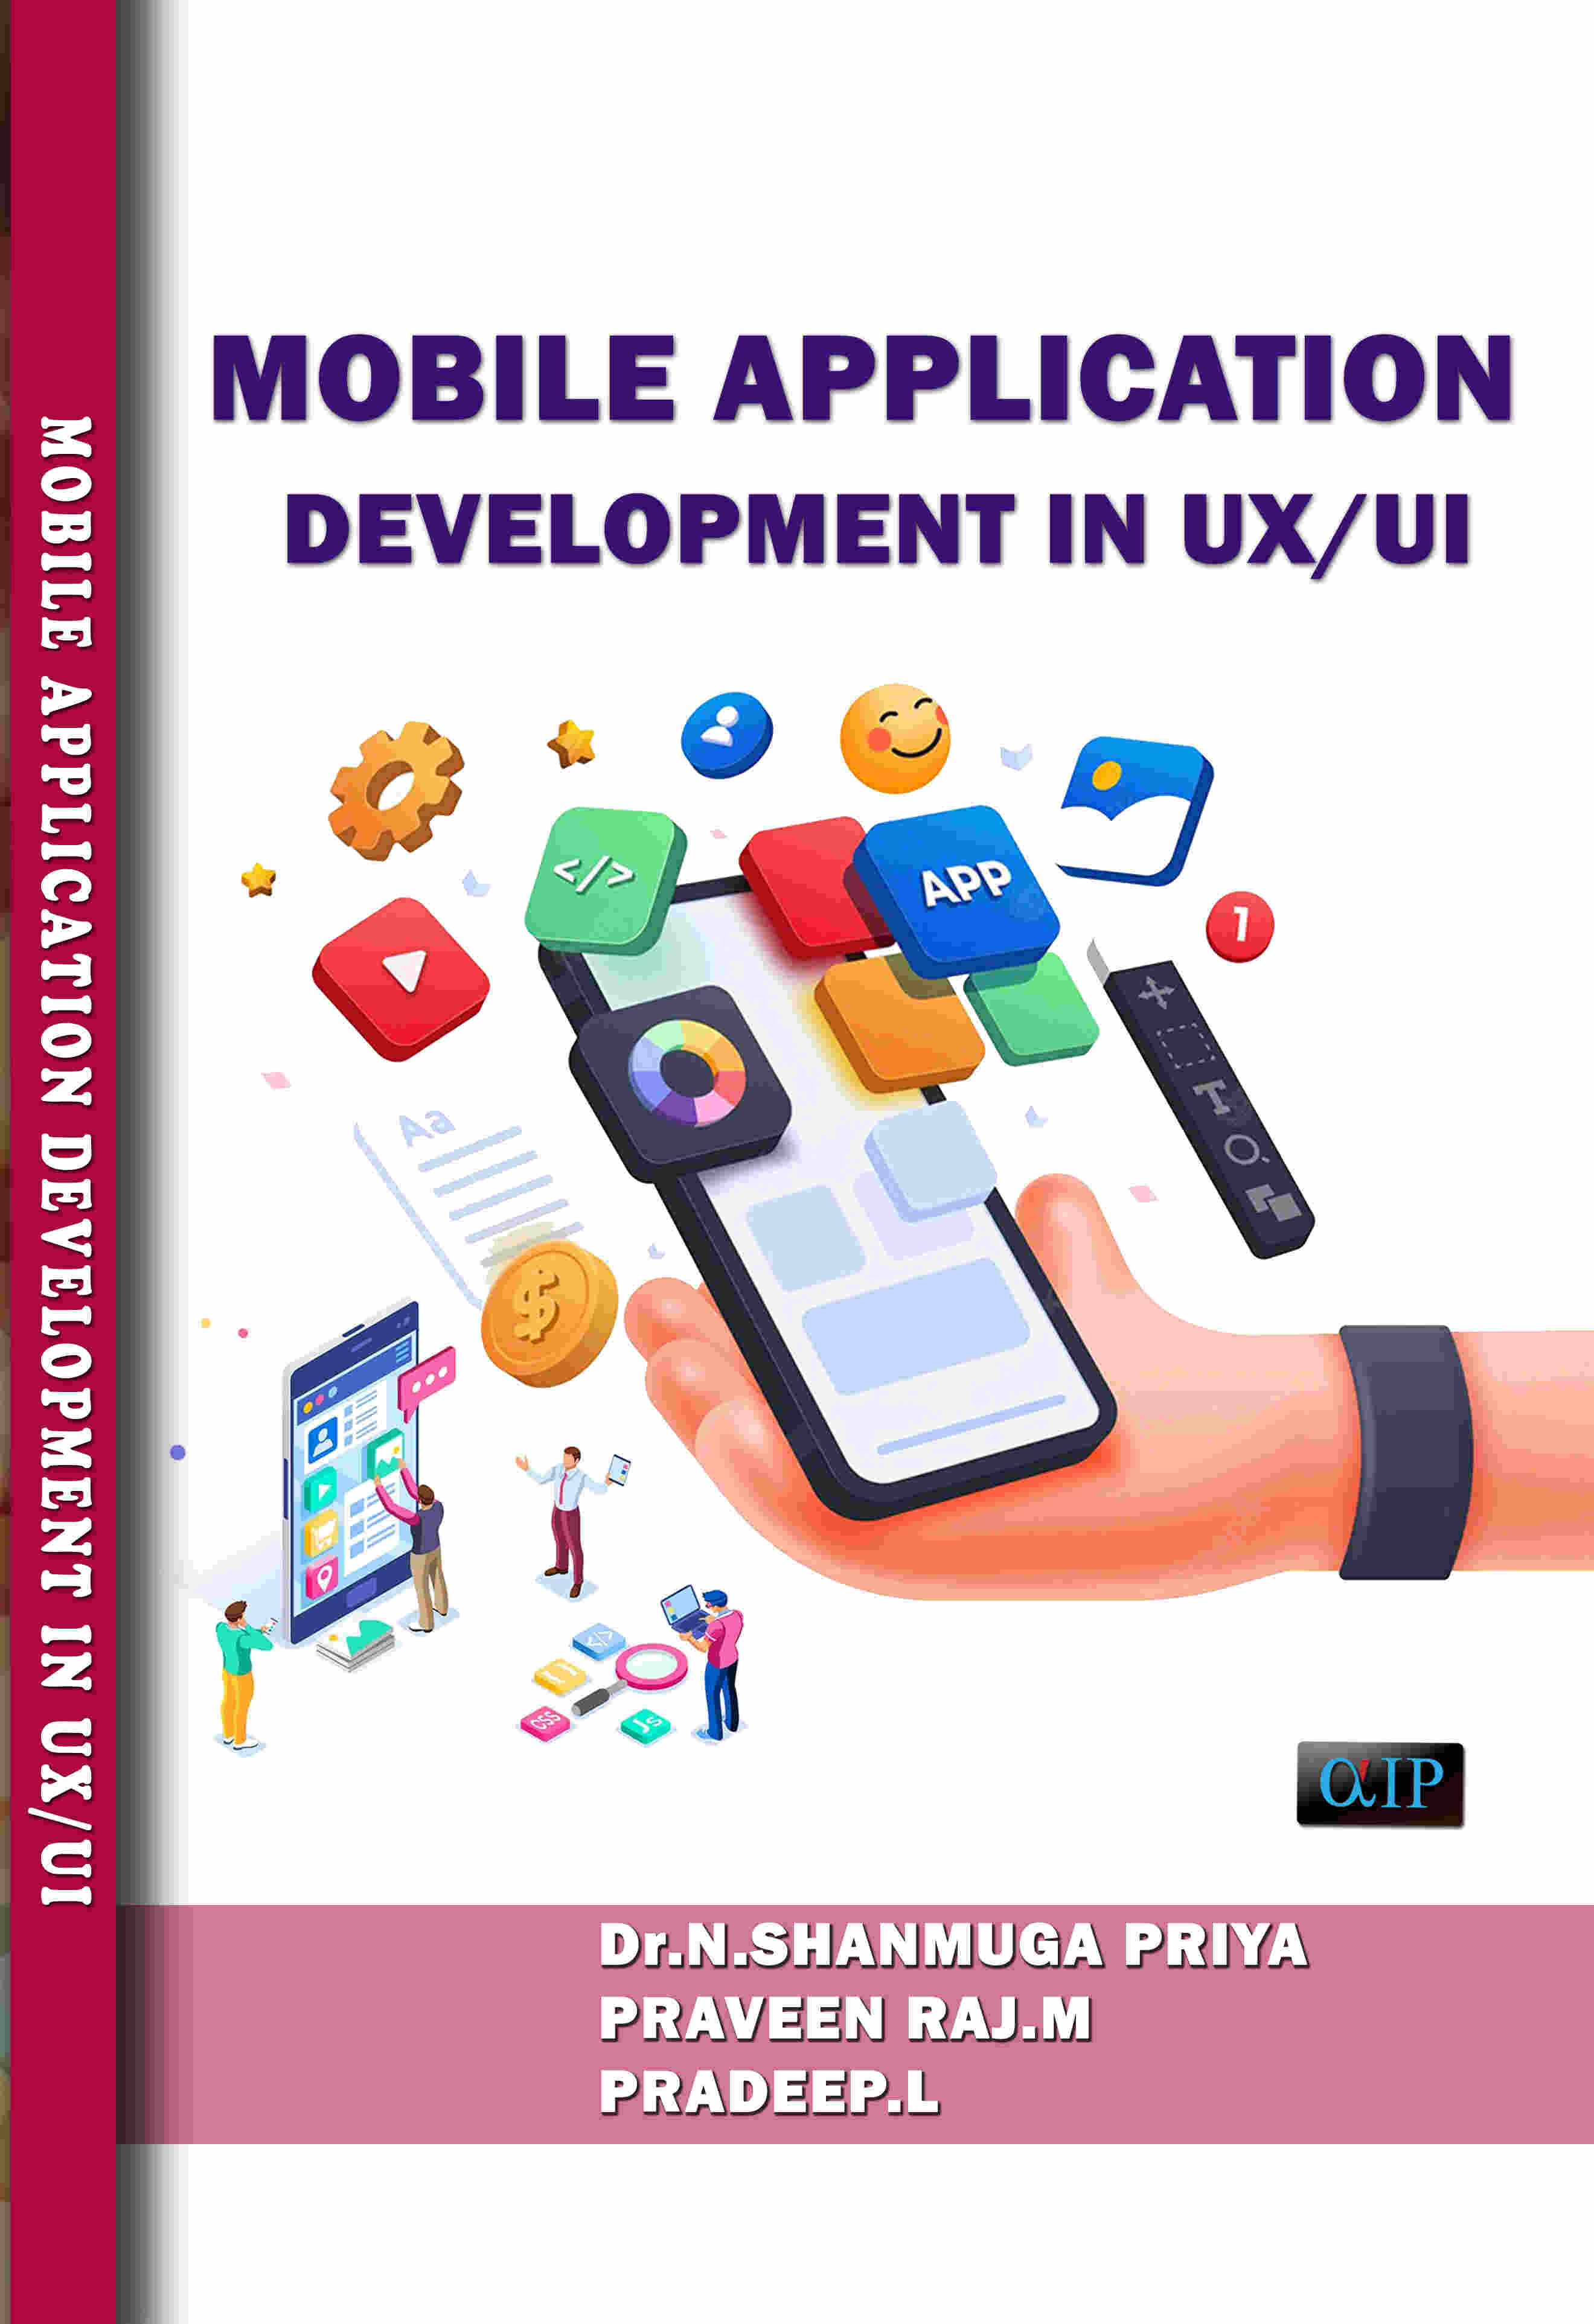 MOBILE APPLICATION DEVELOPMENT IN UX/UI
MOBILE APPLICATION
DEVELOPMENT IN UX/UI
</>
APP
1
T
Aa
$
</>
CSS
JS
αIP
Dr.N.SHANMUGA PRIYA
PRAVEEN RAJ.M
PRADEEP.L